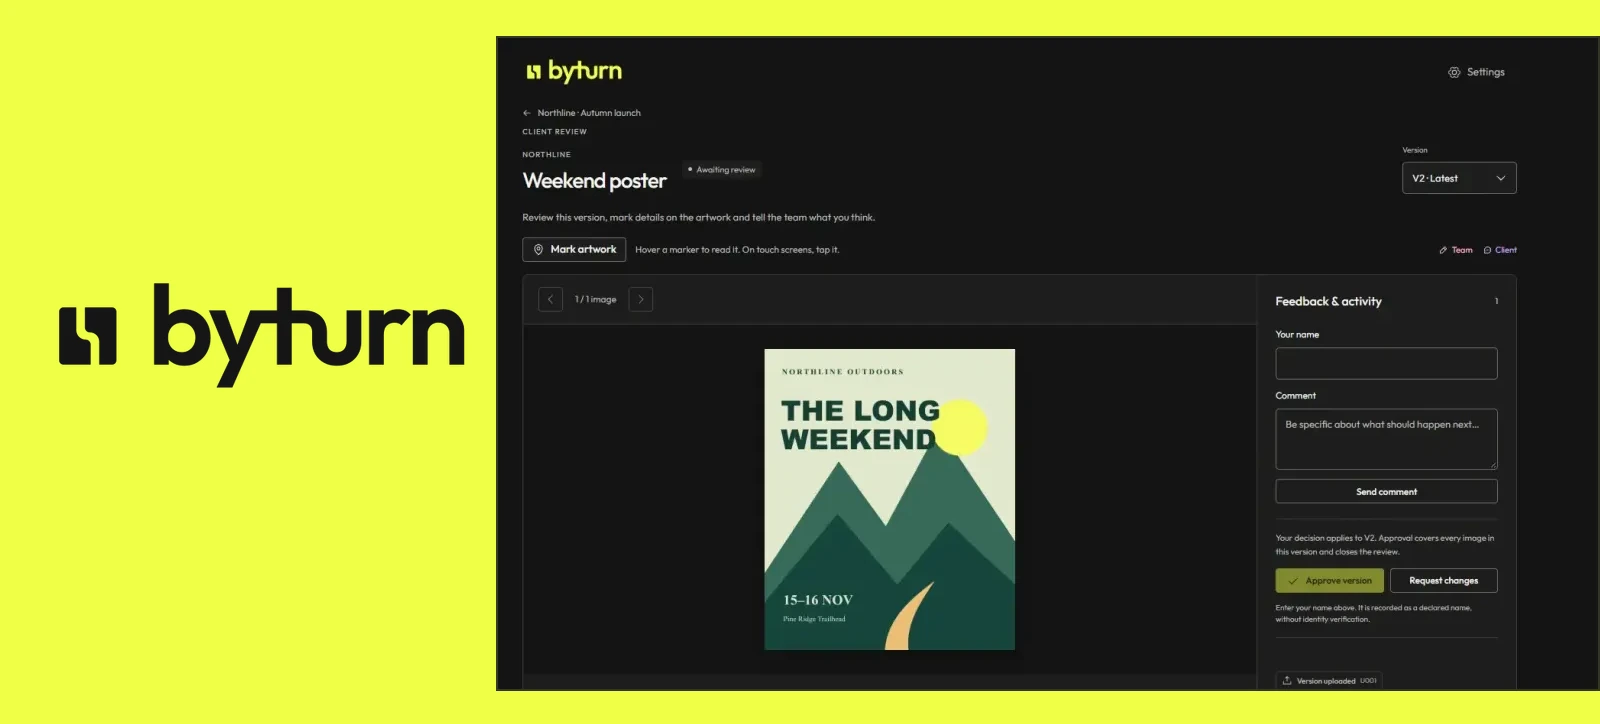 byturn
byturn
Settings
← Northline · Autumn launch
CLIENT REVIEW
NORTHLINE
Weekend poster
Awaiting review
Version
V2 · Latest
Review this version, mark details on the artwork and tell the team what you think.
Mark artwork
Hover a marker to read it. On touch screens, tap it.
Team
Client
1 / 1 image
NORTHLINE OUTDOORS
THE LONG
WEEKEND
15–16 NOV
Pine Ridge Trailhead
Feedback & activity
1
Your name
Comment
Be specific about what should happen next...
Send comment
Your decision applies to V2. Approval covers every image in
this version and closes the review.
Approve version
Request changes
Enter your name above. It is recorded as a declared name,
without identity verification.
Version uploaded U001